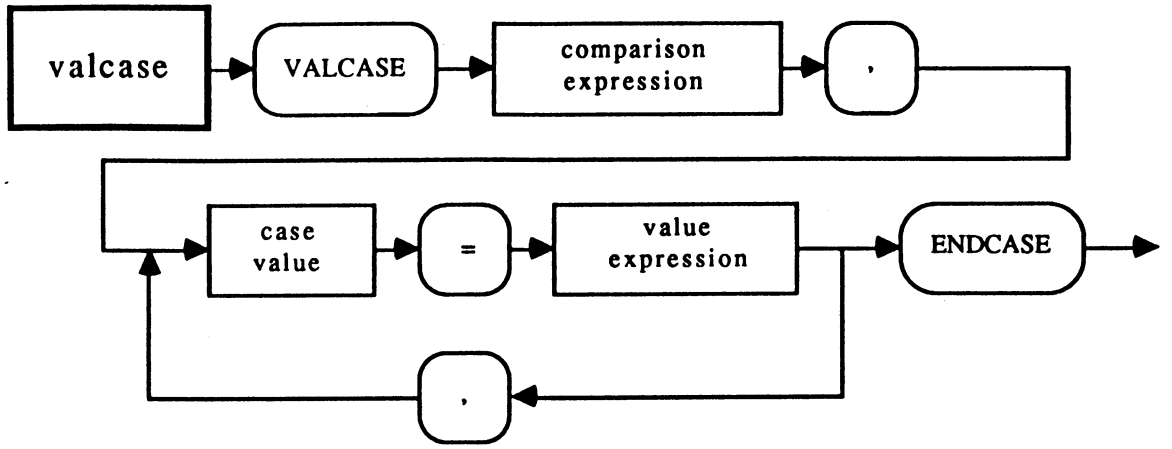 valcase
VALCASE
comparison
expression
,
case
value
=
value
expression
ENDCASE
,